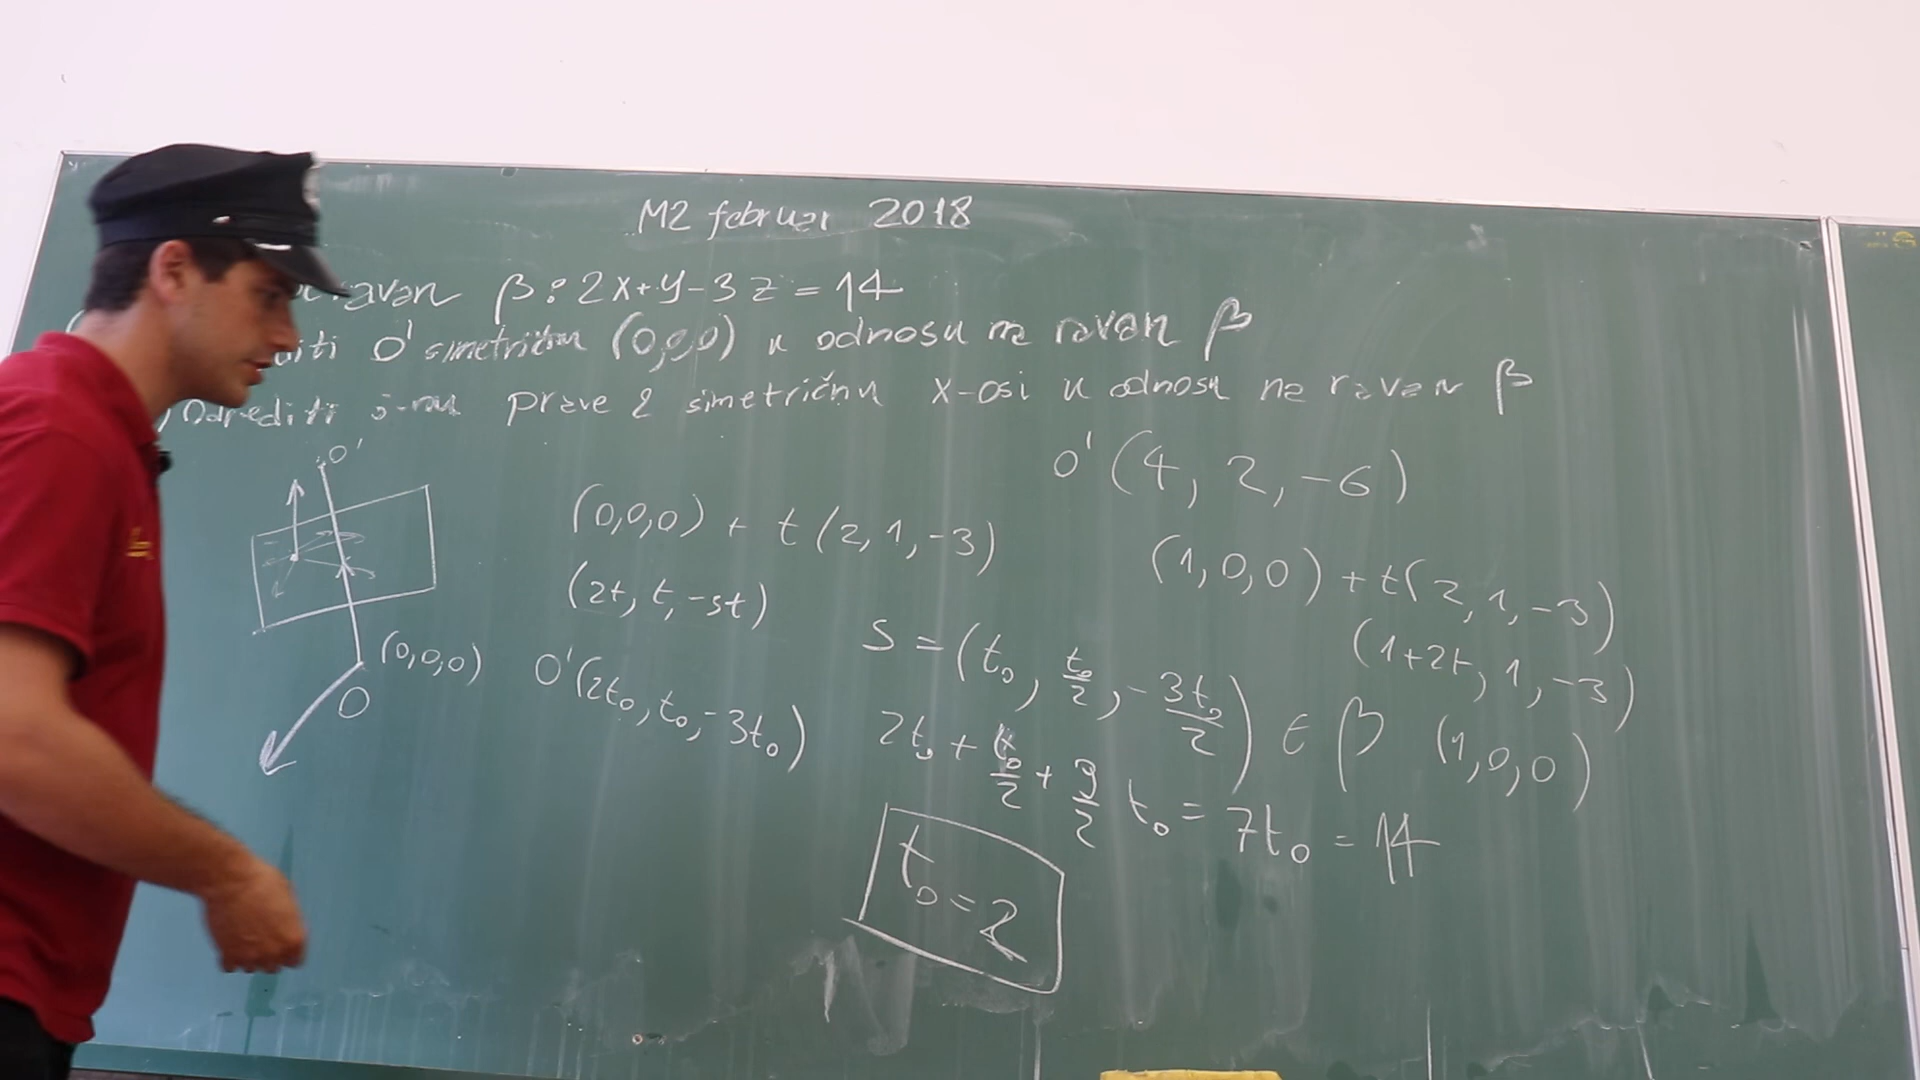 M2 februar 2018
ravan β: 2x+y-3z=14
O' simetričnu (0,0,0) u odnosu na ravan β
Odrediti j-nu prave simetričnu x-osi u odnosu na ravan β
O'
O'(4, 2, -6)
(0,0,0) + t(2,1,-3)
(1,0,0) + t(2,1,-3)
(2t, t, -3t)
S = (t₀, t₀/2, -3t₀/2) ∈ β
(1+2t, 1, -3)
(0,0,0)
O
O'(2t₀, t₀, -3t₀)
(1,0,0)
2t₀ + t₀/2 + 9/2 t₀ = 7t₀ = 14
t₀ = 2